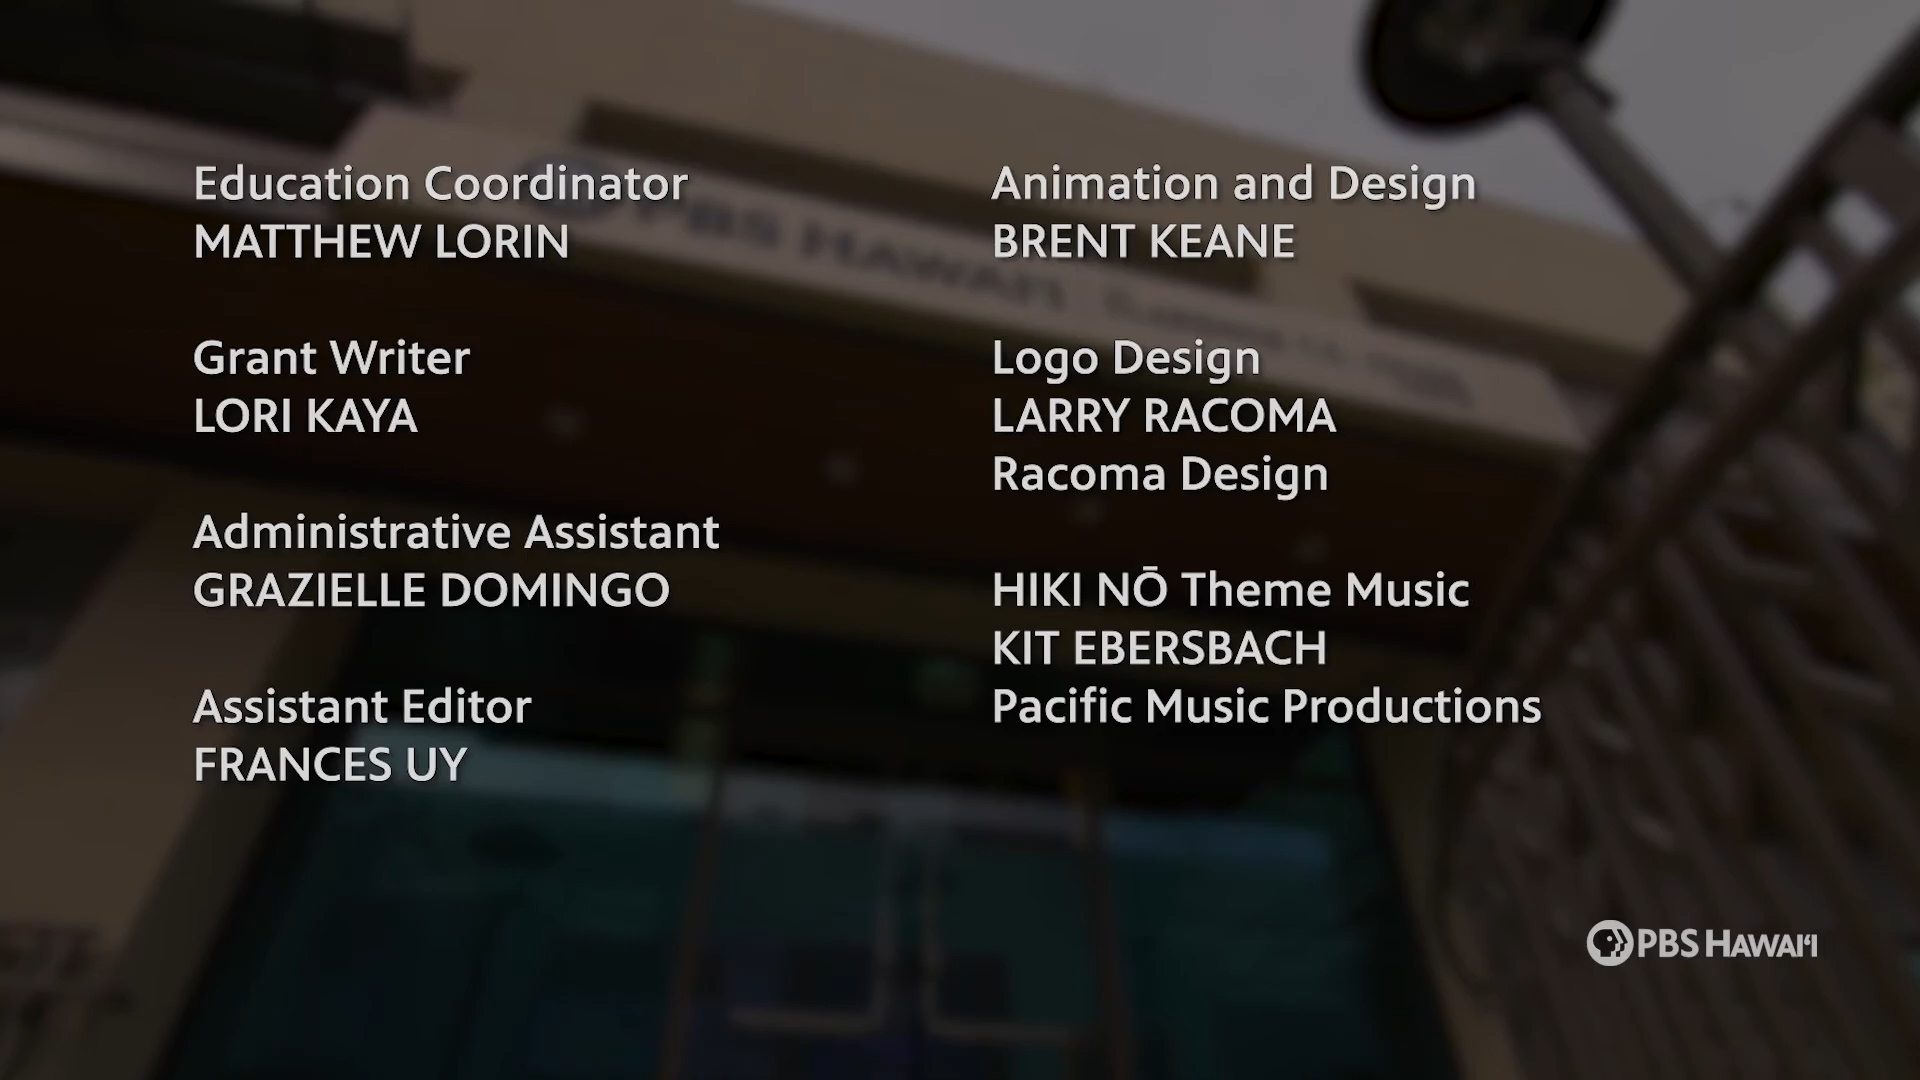 Education Coordinator
MATTHEW LORIN
Grant Writer
LORI KAYA
Administrative Assistant
GRAZIELLE DOMINGO
Assistant Editor
FRANCES UY
Animation and Design
BRENT KEANE
Logo Design
LARRY RACOMA
Racoma Design
HIKI NŌ Theme Music
KIT EBERSBACH
Pacific Music Productions
PBS HAWAIʻI
PBS HAWAIʻI